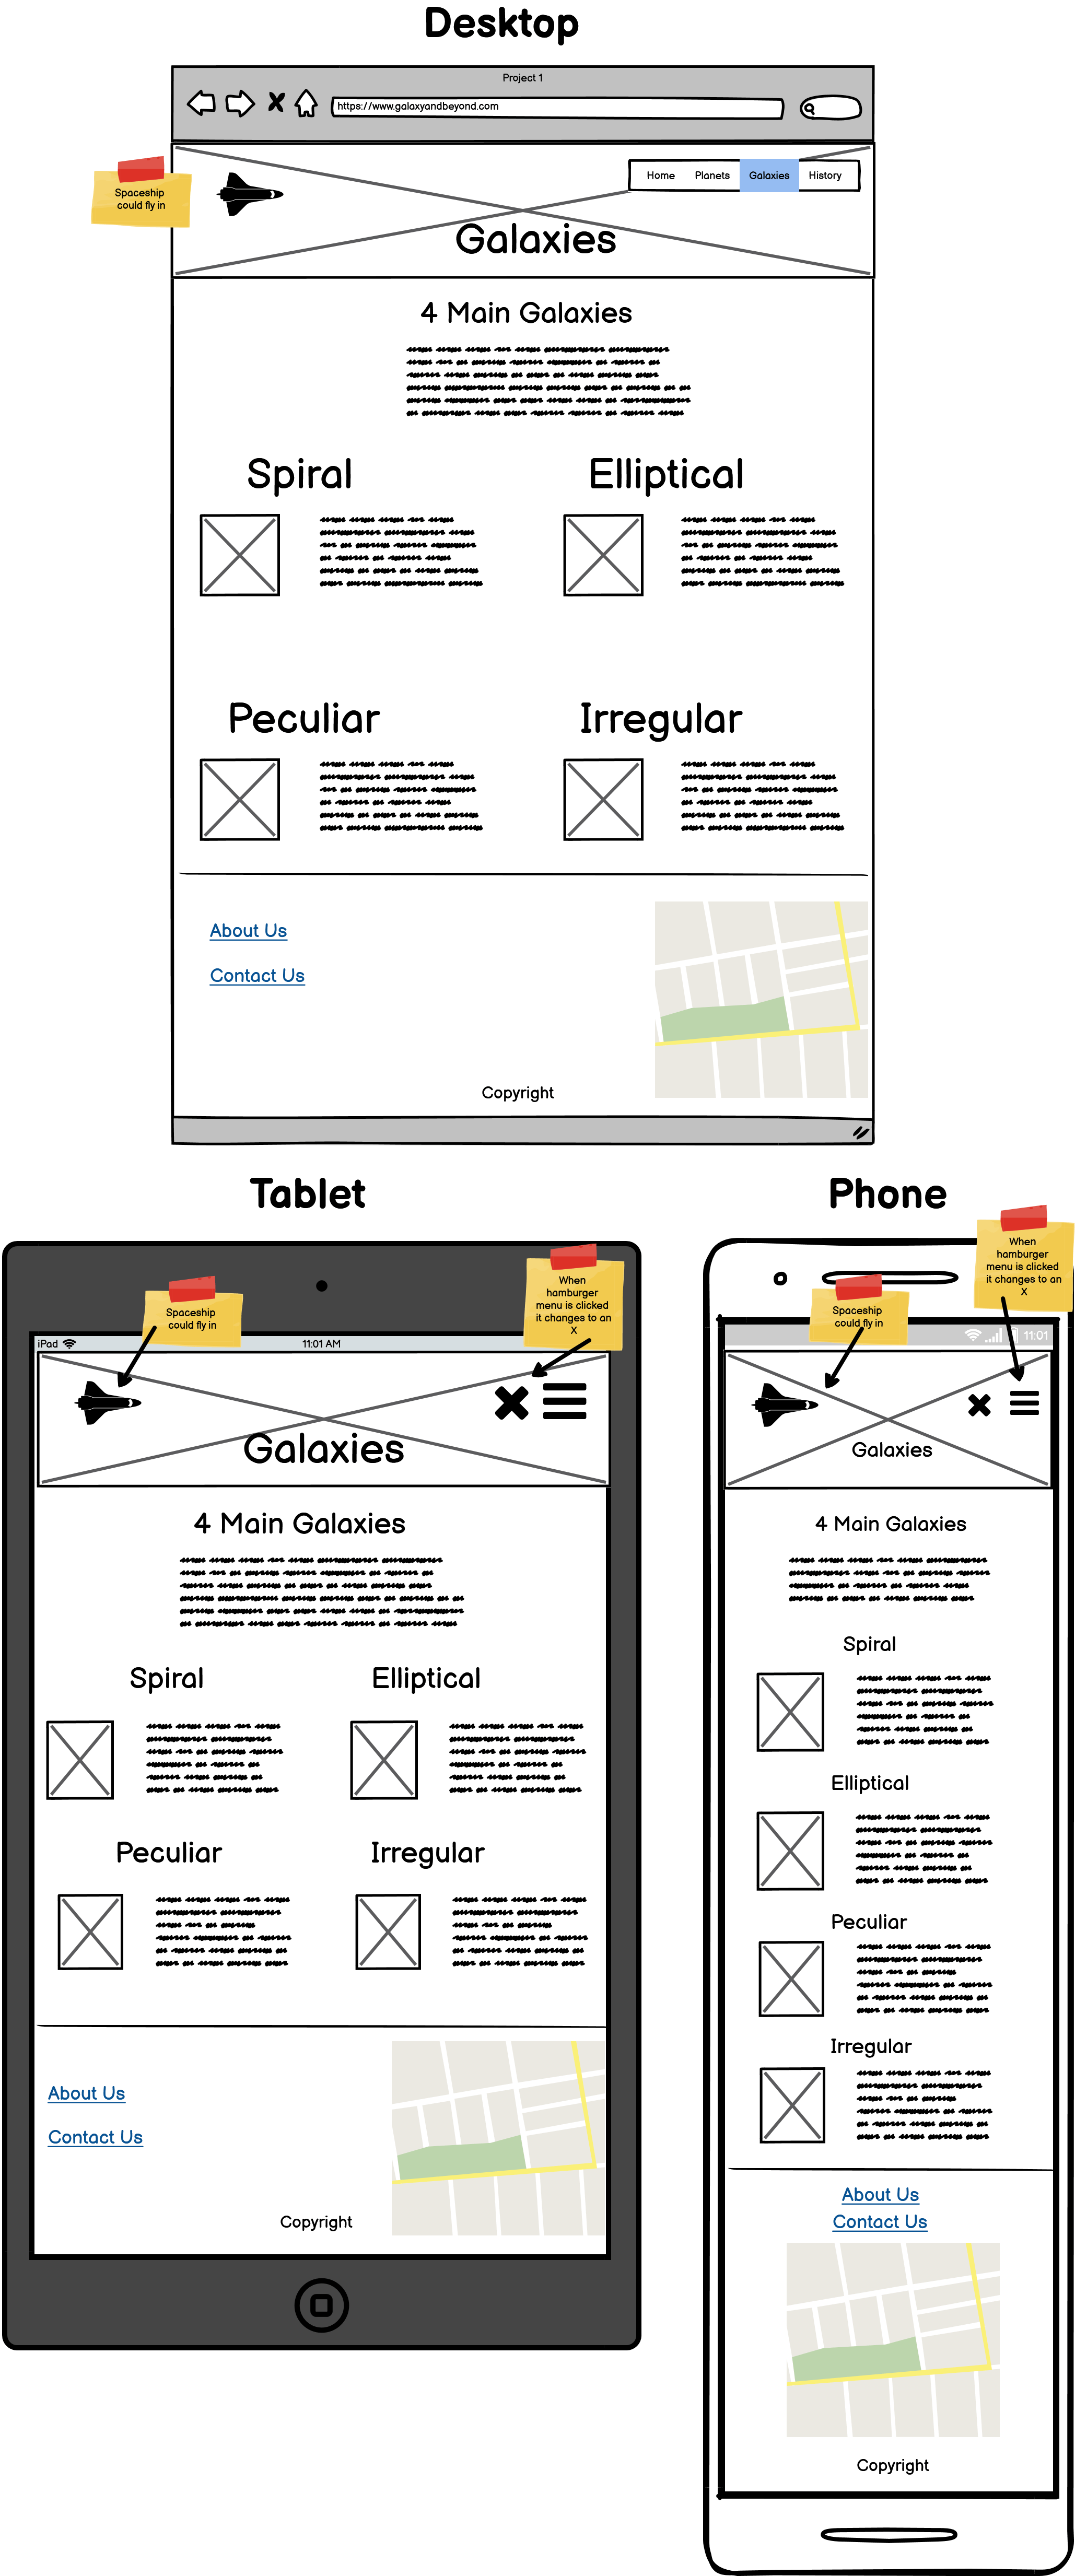 Desktop
Project 1
https://www.galaxyandbeyond.com
Spaceship
could fly in
Home Planets Galaxies History
Galaxies
4 Main Galaxies
Spiral Elliptical
Peculiar Irregular
About Us
Contact Us
Copyright
Tablet
Spaceship
could fly in
When
hamburger
menu is clicked
it changes to an
X
iPad 11:01 AM
Galaxies
4 Main Galaxies
Spiral Elliptical
Peculiar Irregular
About Us
Contact Us
Copyright
Phone
When
hamburger
menu is clicked
it changes to an
X
Spaceship
could fly in
11:01
Galaxies
4 Main Galaxies
Spiral
Elliptical
Peculiar
Irregular
About Us
Contact Us
Copyright